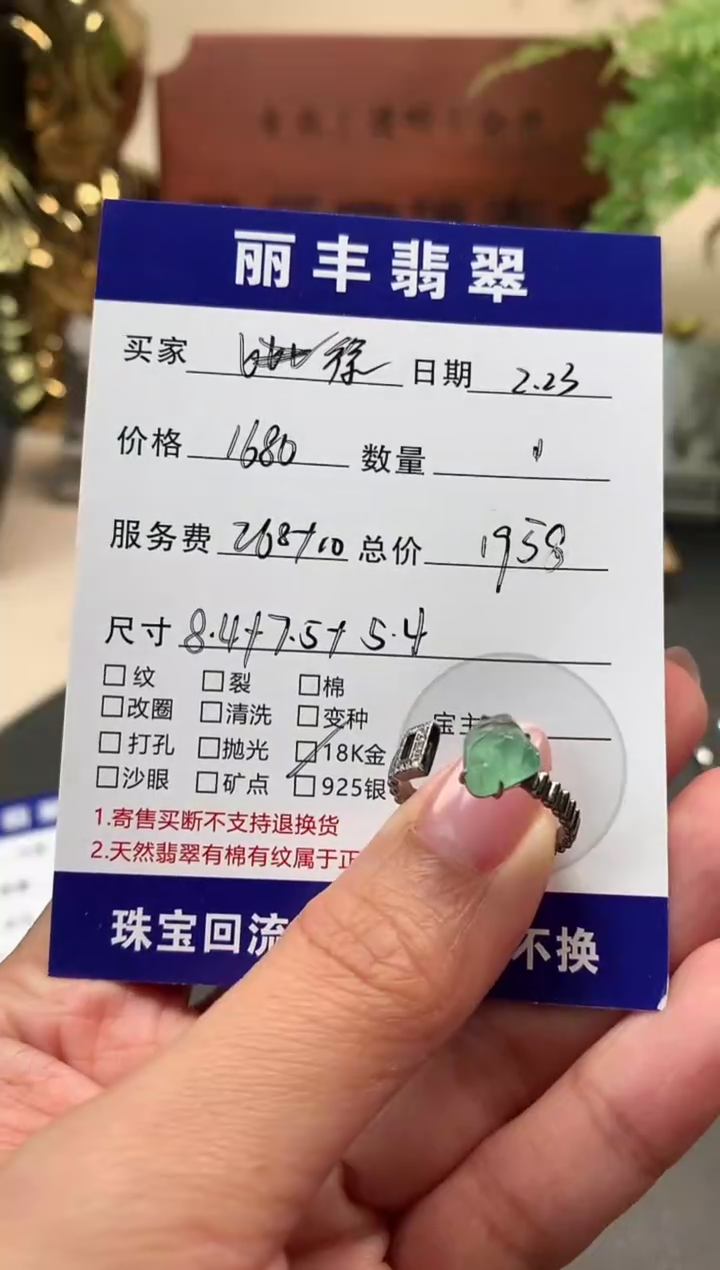 丽丰翡翠
买家 徐 日期 2.23
价格 1680 数量 1
服务费 268+10 总价 1958
尺寸 8.4+7.5+5.4
□纹 □裂 □棉
□改圈 □清洗 □变种 宝主
□打孔 □抛光 □18K金
□沙眼 □矿点 □925银
1.寄售买断不支持退换货
2.天然翡翠有棉有纹属于正
珠宝回流 不换